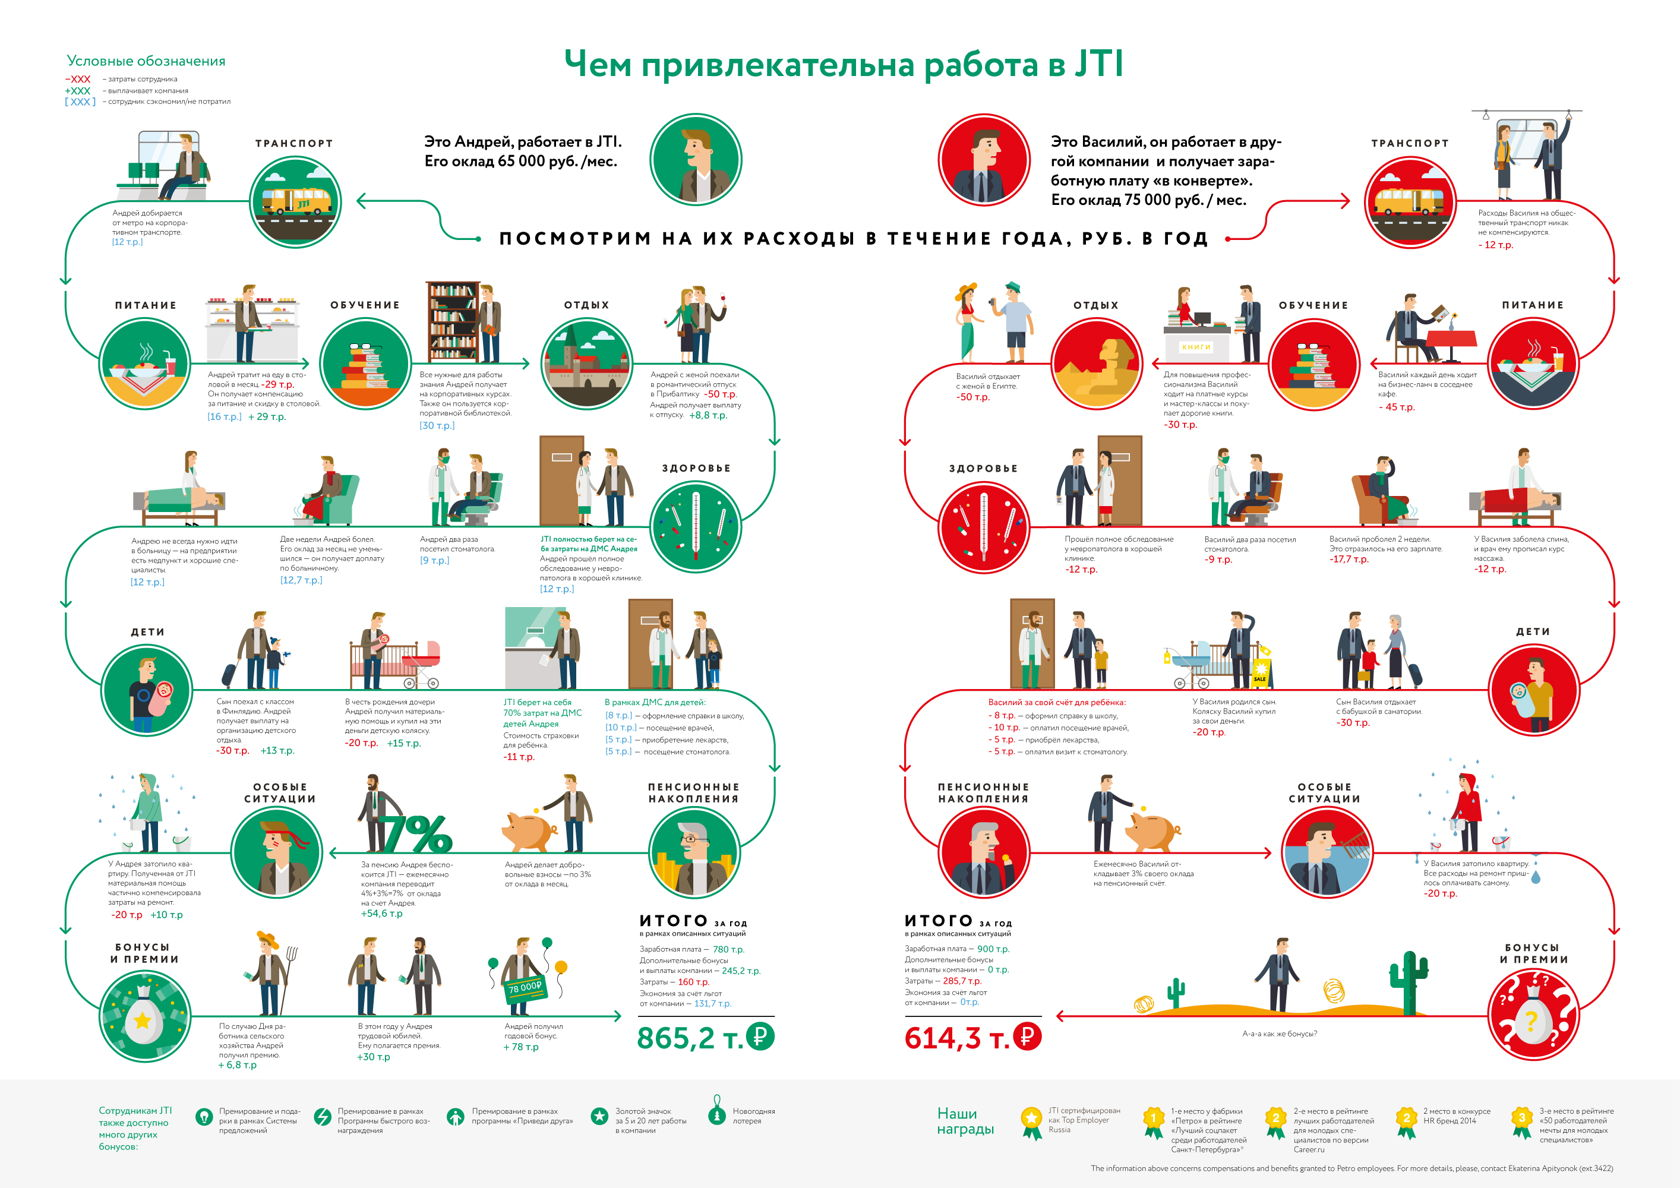 Условные обозначения
–XXX – затраты сотрудника
+XXX – выплачивает компания
[ XXX ] – сотрудник сэкономил/не потратил
Чем привлекательна работа в JTI
Это Андрей, работает в JTI.
Его оклад 65 000 руб. /мес.
Это Василий, он работает в дру-
гой компании и получает зара-
ботную плату «в конверте».
Его оклад 75 000 руб. / мес.
ПОСМОТРИМ НА ИХ РАСХОДЫ В ТЕЧЕНИЕ ГОДА, РУБ. В ГОД
ТРАНСПОРТ
JTI
Андрей добирается
от метро на корпора-
тивном транспорте.
[12 т.р.]
ПИТАНИЕ
Андрей тратит на еду в сто-
ловой в месяц -29 т.р.
Он получает компенсацию
за питание и скидку в столовой.
[16 т.р.] + 29 т.р.
ОБУЧЕНИЕ
Все нужные для работы
знания Андрей получает
на корпоративных курсах.
Также он пользуется кор-
поративной библиотекой.
[30 т.р.]
ОТДЫХ
Андрей с женой поехали
в романтический отпуск
в Прибалтику -50 т.р.
Андрей получает выплату
к отпуску. +8,8 т.р.
ЗДОРОВЬЕ
Андрею не всегда нужно идти
в больницу — на предприятии
есть медпункт и хорошие спе-
циалисты.
[12 т.р.]
Две недели Андрей болел.
Его оклад за месяц не умень-
шился — он получает доплату
по больничному.
[12,7 т.р.]
Андрей два раза
посетил стоматолога.
[9 т.р.]
JTI полностью берет на се-
бя затраты на ДМС Андрея
Андрей прошёл полное
обследование у невро-
патолога в хорошей клинике.
[12 т.р.]
ДЕТИ
Сын поехал с классом
в Финляндию. Андрей
получает выплату на
организацию детского
отдыха.
-30 т.р. +13 т.р.
В честь рождения дочери
Андрей получил материаль-
ную помощь и купил на эти
деньги детскую коляску.
-20 т.р. +15 т.р.
JTI берет на себя
70% затрат на ДМС
детей Андрея
Стоимость страховки
для ребёнка.
-11 т.р.
В рамках ДМС для детей:
[8 т.р.] — оформление справки в школу,
[10 т.р.] — посещение врачей,
[5 т.р.] — приобретение лекарств,
[5 т.р.] — посещение стоматолога.
ПЕНСИОННЫЕ
НАКОПЛЕНИЯ
Андрей делает добро-
вольные взносы —по 3%
от оклада в месяц.
7%
За пенсию Андрея беспо-
коится JTI — ежемесячно
компания переводит
4%+3%=7% от оклада
на счет Андрея.
+54,6 т.р
ОСОБЫЕ
СИТУАЦИИ
У Андрея затопило ква-
ртиру. Полученная от JTI
материальная помощь
частично компенсировала
затраты на ремонт.
-20 т.р +10 т.р
БОНУСЫ
И ПРЕМИИ
По случаю Дня ра-
ботника сельского
хозяйства Андрей
получил премию.
+ 6,8 т.р
В этом году у Андрея
трудовой юбилей.
Ему полагается премия.
+30 т.р
78 000₽
Андрей получил
годовой бонус.
+ 78 т.р
ИТОГО ЗА ГОД
в рамках описанных ситуаций
Заработная плата — 780 т.р.
Дополнительные бонусы
и выплаты компании — 245,2 т.р.
Затраты — 160 т.р.
Экономия за счёт льгот
от компании — 131,7 т.р.
865,2 т.₽
ТРАНСПОРТ
Расходы Василия на общес-
твенный транспорт никак
не компенсируются.
- 12 т.р.
ПИТАНИЕ
Василий каждый день ходит
на бизнес-ланч в соседнее
кафе.
- 45 т.р.
ОБУЧЕНИЕ
КНИГИ
Для повышения профес-
сионализма Василий
ходит на платные курсы
и мастер-классы и поку-
пает дорогие книги.
-30 т.р.
ОТДЫХ
Василий отдыхает
с женой в Египте.
-50 т.р.
ЗДОРОВЬЕ
Прошёл полное обследование
у невропатолога в хорошей
клинике.
-12 т.р.
Василий два раза посетил
стоматолога.
-9 т.р.
Василий проболел 2 недели.
Это отразилось на его зарплате.
-17,7 т.р.
У Василия заболела спина,
и врач ему прописал курс
массажа.
-12 т.р.
ДЕТИ
Василий за свой счёт для ребёнка:
- 8 т.р. — оформил справку в школу,
- 10 т.р. — оплатил посещение врачей,
- 5 т.р. — приобрёл лекарства,
- 5 т.р. — оплатил визит к стоматологу.
SALE
У Василия родился сын.
Коляску Василий купил
за свои деньги.
-20 т.р.
Сын Василия отдыхает
с бабушкой в санатории.
-30 т.р.
ПЕНСИОННЫЕ
НАКОПЛЕНИЯ
Ежемесячно Василий от-
кладывает 3% своего оклада
на пенсионный счёт.
ОСОБЫЕ
СИТУАЦИИ
У Василия затопило квартиру.
Все расходы на ремонт приш-
лось оплачивать самому.
-20 т.р.
БОНУСЫ
И ПРЕМИИ
А-а-а как же бонусы?
ИТОГО ЗА ГОД
в рамках описанных ситуаций
Заработная плата — 900 т.р.
Дополнительные бонусы
и выплаты компании — 0 т.р.
Затраты — 285,7 т.р.
Экономия за счёт льгот
от компании — 0т.р.
614,3 т.₽
Сотрудникам JTI
также доступно
много других
бонусов:
Премирование и пода-
рки в рамках Системы
предложений
Премирование в рамках
Программы быстрого воз-
награждения
Премирование в рамках
программы «Приведи друга»
Золотой значок
за 5 и 20 лет работы
в компании
Новогодняя
лотерея
Наши
награды
JTI сертифицирован
как Top Employer
Russia
1
1-е место у фабрики
«Петро» в рейтинге
«Лучший соцпакет
среди работодателей
Санкт-Петербурга»*
2
2-е место в рейтинге
лучших работодателей
для молодых спе-
циалистов по версии
Career.ru
2
2 место в конкурсе
HR бренд 2014
3
3-е место в рейтинге
«50 работодателей
мечты для молодых
специалистов»
The information above concerns compensations and benefits granted to Petro employees. For more details, please, contact Ekaterina Apityonok (ext.3422)